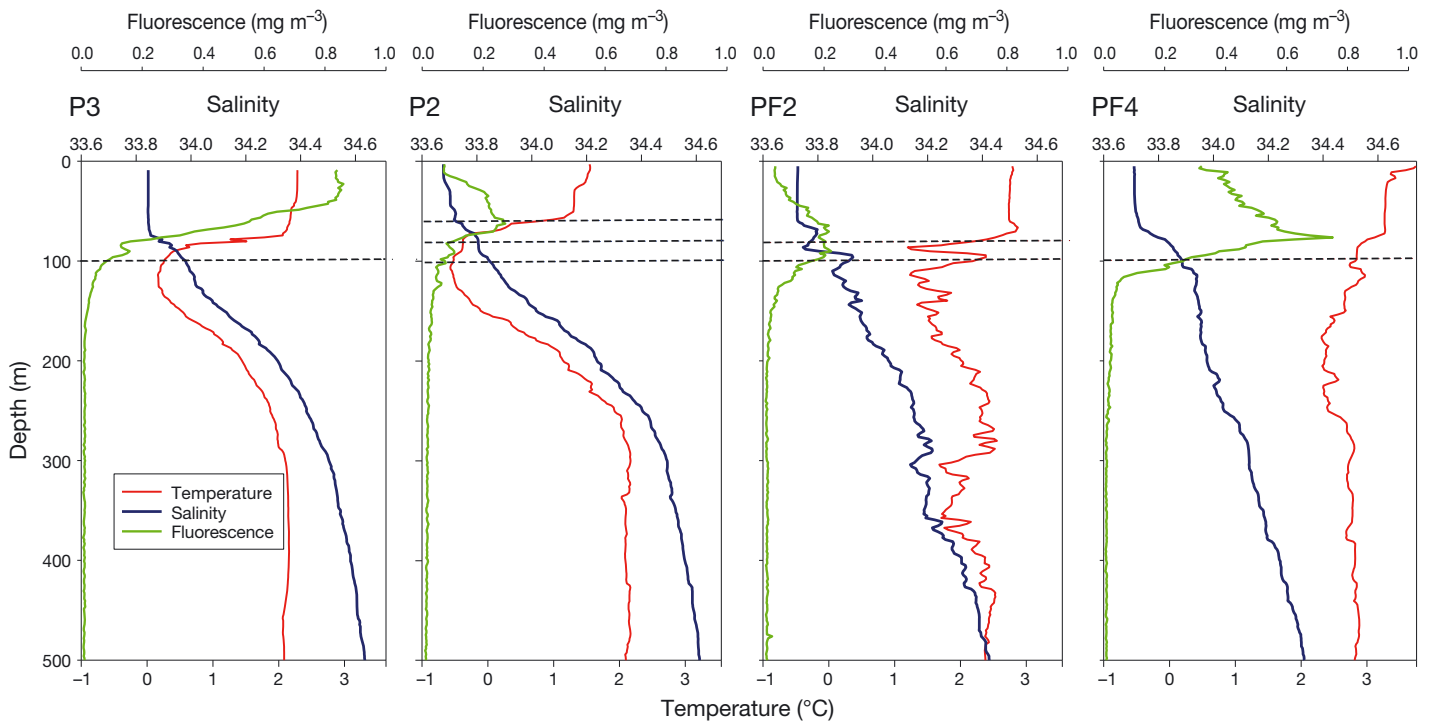 Fluorescence (mg m⁻³) Fluorescence (mg m⁻³) Fluorescence (mg m⁻³) Fluorescence (mg m⁻³)
0.0 0.2 0.4 0.6 0.8 1.0 0.0 0.2 0.4 0.6 0.8 1.0 0.0 0.2 0.4 0.6 0.8 1.0 0.0 0.2 0.4 0.6 0.8 1.0
P3 Salinity P2 Salinity PF2 Salinity PF4 Salinity
33.6 33.8 34.0 34.2 34.4 34.6 33.6 33.8 34.0 34.2 34.4 34.6 33.6 33.8 34.0 34.2 34.4 34.6 33.6 33.8 34.0 34.2 34.4 34.6
0
100
200
300
400
500
Depth (m)
Temperature
Salinity
Fluorescence
–1 0 1 2 3 –1 0 1 2 3 –1 0 1 2 3 –1 0 1 2 3
Temperature (°C)